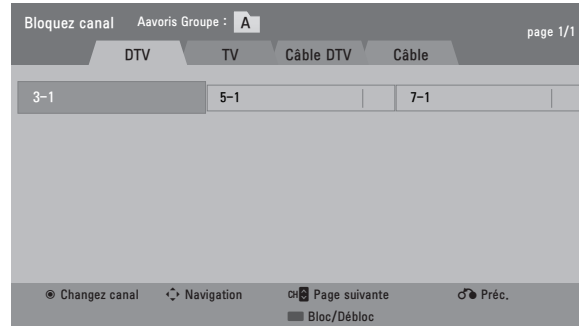 Bloquez canal Aavoris Groupe : A page 1/1
DTV TV Câble DTV Câble
3-1 5-1 7-1
Changez canal Navigation CH Page suivante Préc.
Bloc/Débloc